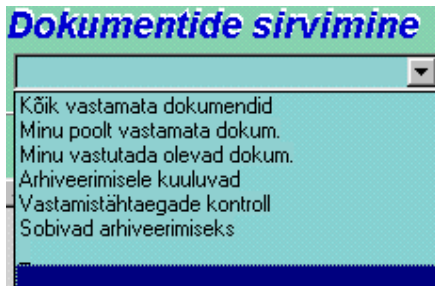 Dokumentide sirvimine
Kõik vastamata dokumendid
Minu poolt vastamata dokum.
Minu vastutada olevad dokum.
Arhiveerimisele kuuluvad
Vastamistähtaegade kontroll
Sobivad arhiveerimiseks